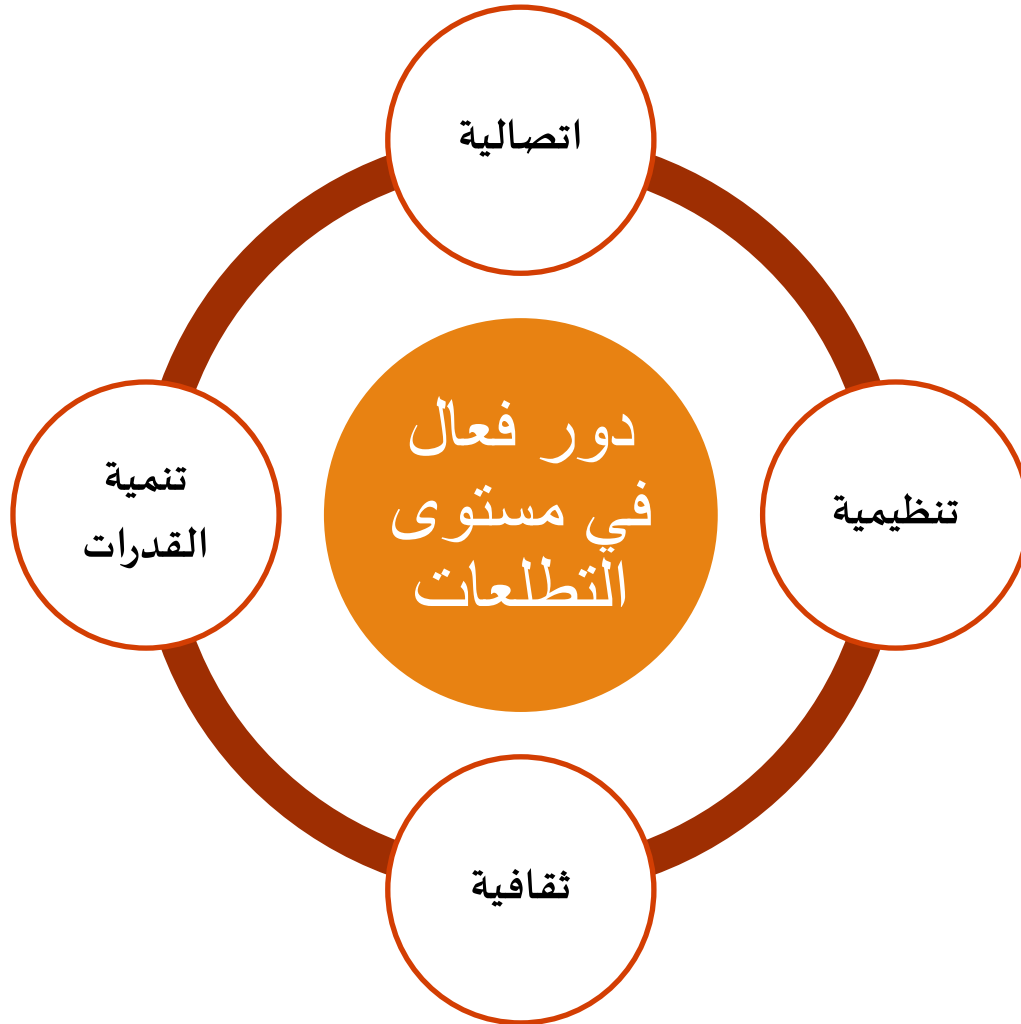 اتصالية
دور فعال
في مستوى
التطلعات
تنظيمية
تنمية
القدرات
ثقافية